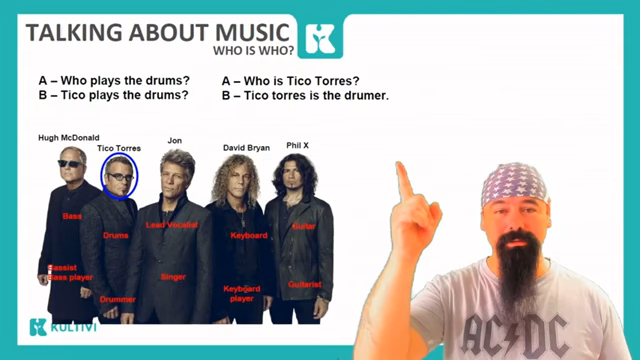 TALKING ABOUT MUSIC
WHO IS WHO?
A – Who plays the drums?
B – Tico plays the drums?
A – Who is Tico Torres?
B – Tico torres is the drumer.
Hugh McDonald
Tico Torres
Jon
David Bryan
Phil X
Bass
Drums
Lead Vocalist
Keyboard
Guitar
Bassist
Bass player
Drummer
Singer
Keyboard
player
Guitarist
KULTIVI
AC DC